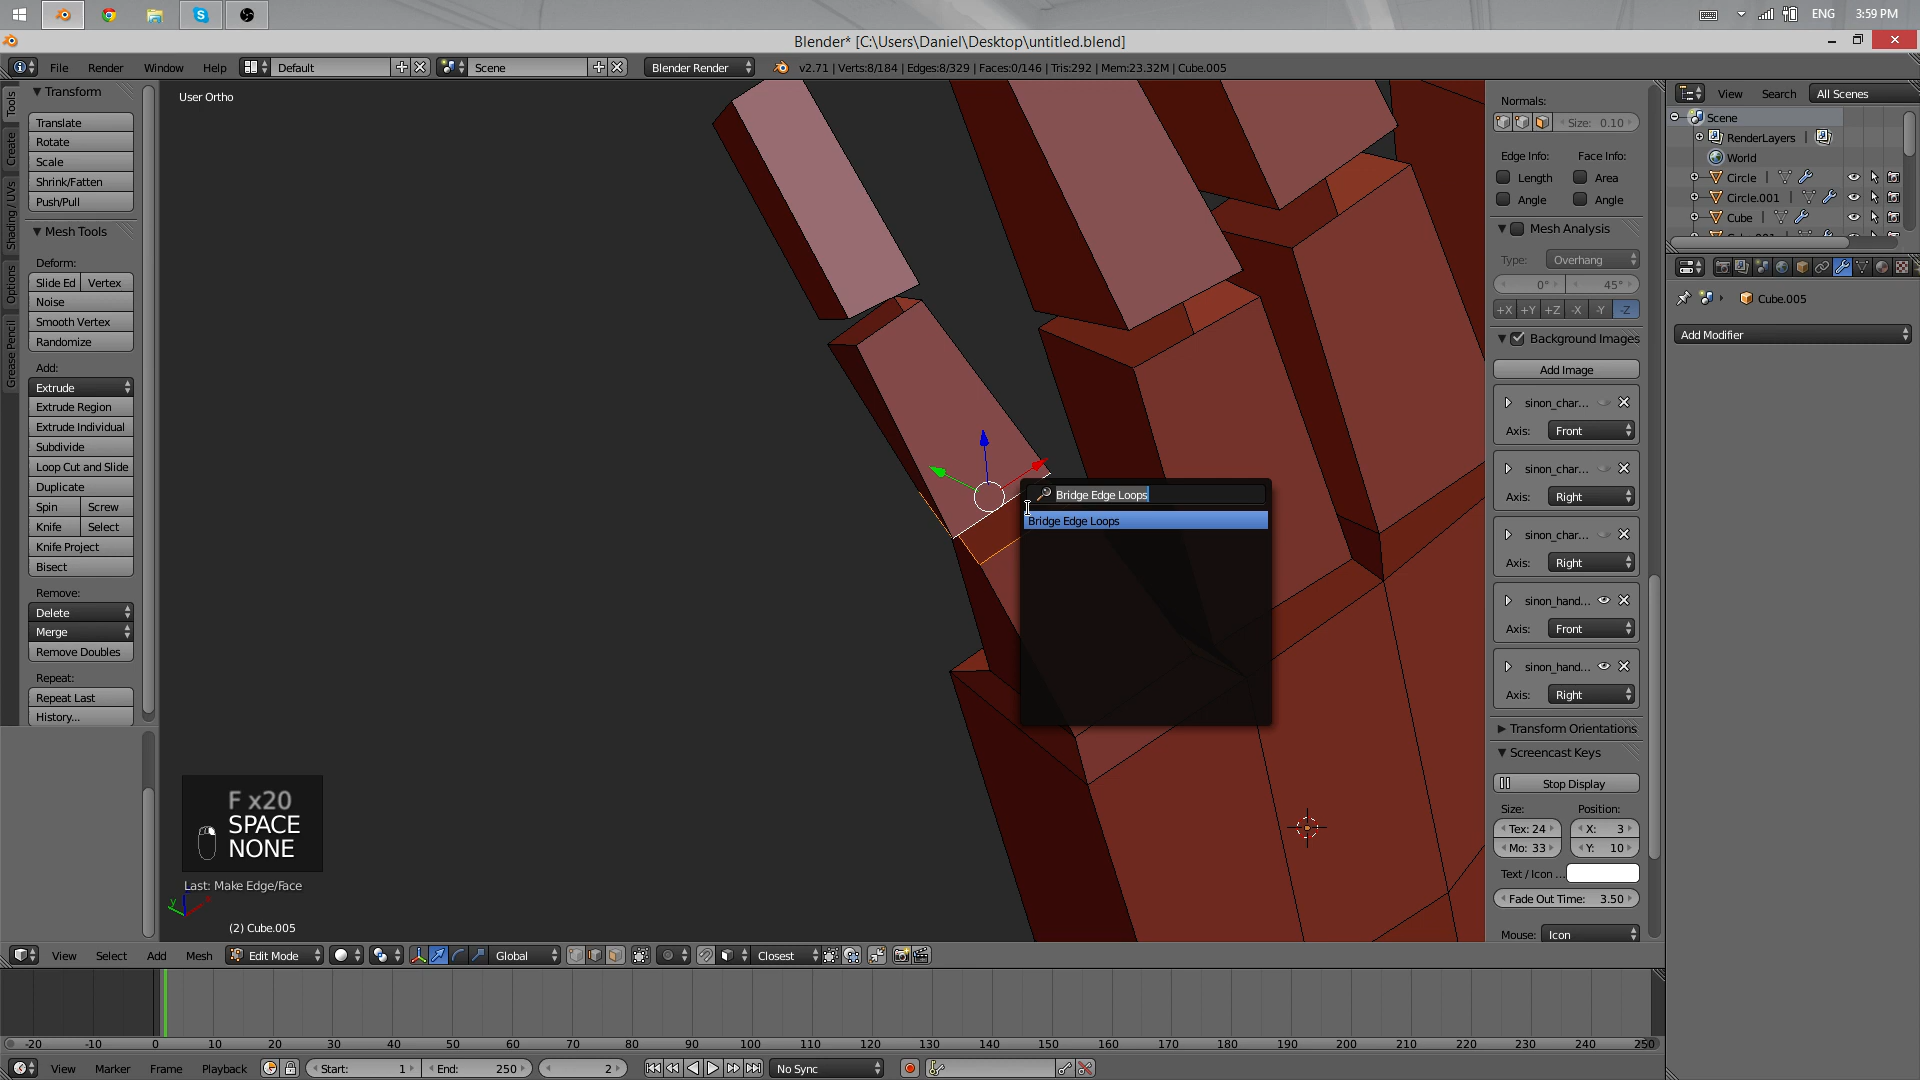 ENG
3:59 PM
Blender* [C:\Users\Daniel\Desktop\untitled.blend]
File
Render
Window
Help
Default
Scene
Blender Render
v2.71 | Verts:8/184 | Edges:8/329 | Faces:0/146 | Tris:292 | Mem:23.32M | Cube.005
Tools
Create
Shading / UVs
Options
Grease Pencil
Transform
Translate
Rotate
Scale
Shrink/Fatten
Push/Pull
Mesh Tools
Deform:
Slide Ed
Vertex
Noise
Smooth Vertex
Randomize
Add:
Extrude
Extrude Region
Extrude Individual
Subdivide
Loop Cut and Slide
Duplicate
Spin
Screw
Knife
Select
Knife Project
Bisect
Remove:
Delete
Merge
Remove Doubles
Repeat:
Repeat Last
History...
User Ortho
Bridge Edge Loops
Bridge Edge Loops
F x20
SPACE
NONE
Last: Make Edge/Face
y
(2) Cube.005
Normals:
Size: 0.10
Edge Info:
Face Info:
Length
Area
Angle
Angle
Mesh Analysis
Type:
Overhang
0°
45°
+X
+Y
+Z
-X
-Y
-Z
Background Images
Add Image
sinon_char...
Axis:
Front
sinon_char...
Axis:
Right
sinon_char...
Axis:
Right
sinon_hand...
Axis:
Front
sinon_hand...
Axis:
Right
Transform Orientations
Screencast Keys
Stop Display
Size:
Position:
Tex: 24
X: 3
Mo: 33
Y: 10
Text / Icon ...
Fade Out Time: 3.50
Mouse:
Icon
View
Search
All Scenes
Scene
RenderLayers
World
Circle
Circle.001
Cube
Cube.005
Add Modifier
View
Select
Add
Mesh
Edit Mode
Global
Closest
-20
-10
0
10
20
30
40
50
60
70
80
90
100
110
120
130
140
150
160
170
180
190
200
210
220
230
240
250
View
Marker
Frame
Playback
Start: 1
End: 250
2
No Sync